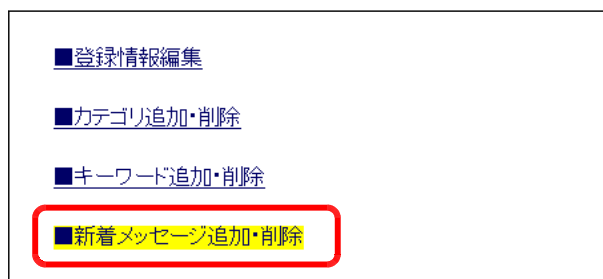 ■登録情報編集
■カテゴリ追加・削除
■キーワード追加・削除
■新着メッセージ追加・削除